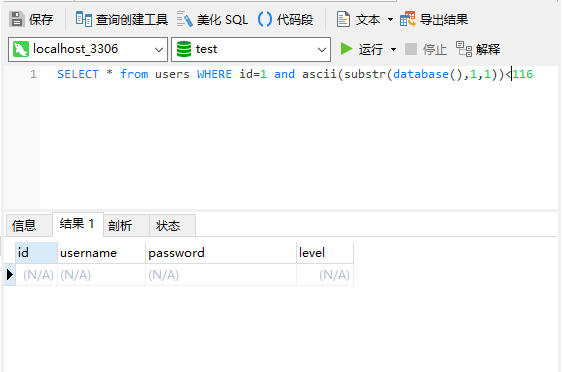 保存 查询创建工具 美化 SQL 代码段 文本 导出结果
localhost_3306 test 运行 停止 解释
1 SELECT * from users WHERE id=1 and ascii(substr(database(),1,1))<116
信息 结果 1 剖析 状态
id username password level
(N/A) (N/A) (N/A) (N/A)